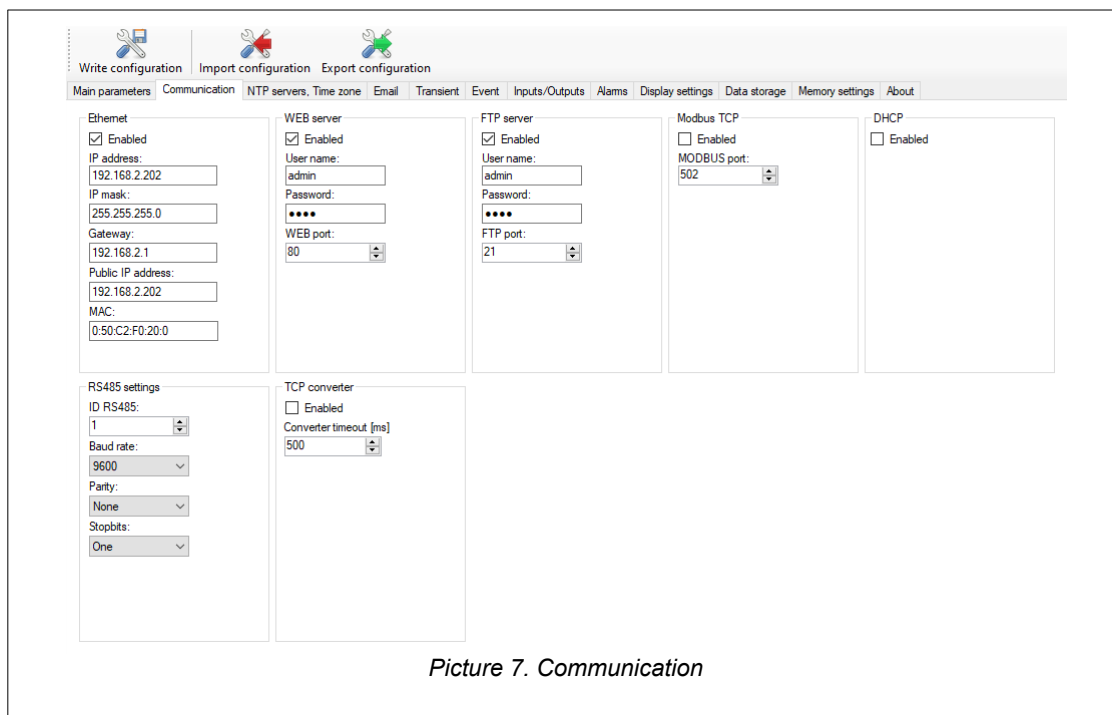 Write configuration
Import configuration
Export configuration
Main parameters Communication NTP servers, Time zone Email Transient Event Inputs/Outputs Alarms Display settings Data storage Memory settings About
Ethernet
Enabled
IP address:
192.168.2.202
IP mask:
255.255.255.0
Gateway:
192.168.2.1
Public IP address:
192.168.2.202
MAC:
0:50:C2:F0:20:0
WEB server
Enabled
User name:
admin
Password:
●●●●
WEB port:
80
FTP server
Enabled
User name:
admin
Password:
●●●●
FTP port:
21
Modbus TCP
Enabled
MODBUS port:
502
DHCP
Enabled
RS485 settings
ID RS485:
1
Baud rate:
9600
Parity:
None
Stopbits:
One
TCP converter
Enabled
Converter timeout [ms]
500
Picture 7. Communication